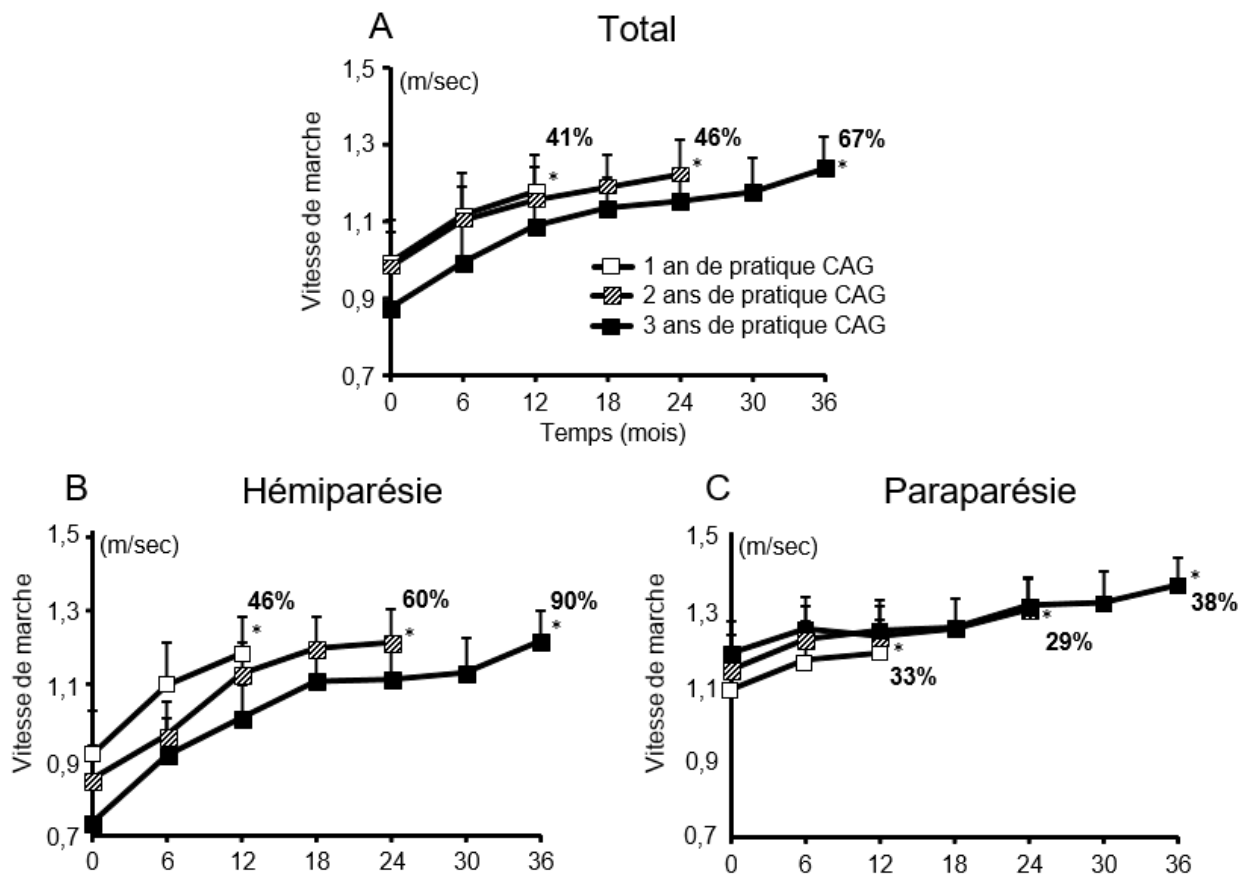 A Total
1,5
(m/sec)
1,3
1,1
0,9
0,7
Vitesse de marche
41%
*
46%
*
67%
*
1 an de pratique CAG
2 ans de pratique CAG
3 ans de pratique CAG
0 6 12 18 24 30 36
Temps (mois)
B Hémiparésie
1,5
(m/sec)
1,3
1,1
0,9
0,7
Vitesse de marche
46%
*
60%
*
90%
*
0 6 12 18 24 30 36
C Paraparésie
1,5
(m/sec)
1,3
1,1
0,9
0,7
Vitesse de marche
*
33%
*
29%
*
38%
0 6 12 18 24 30 36